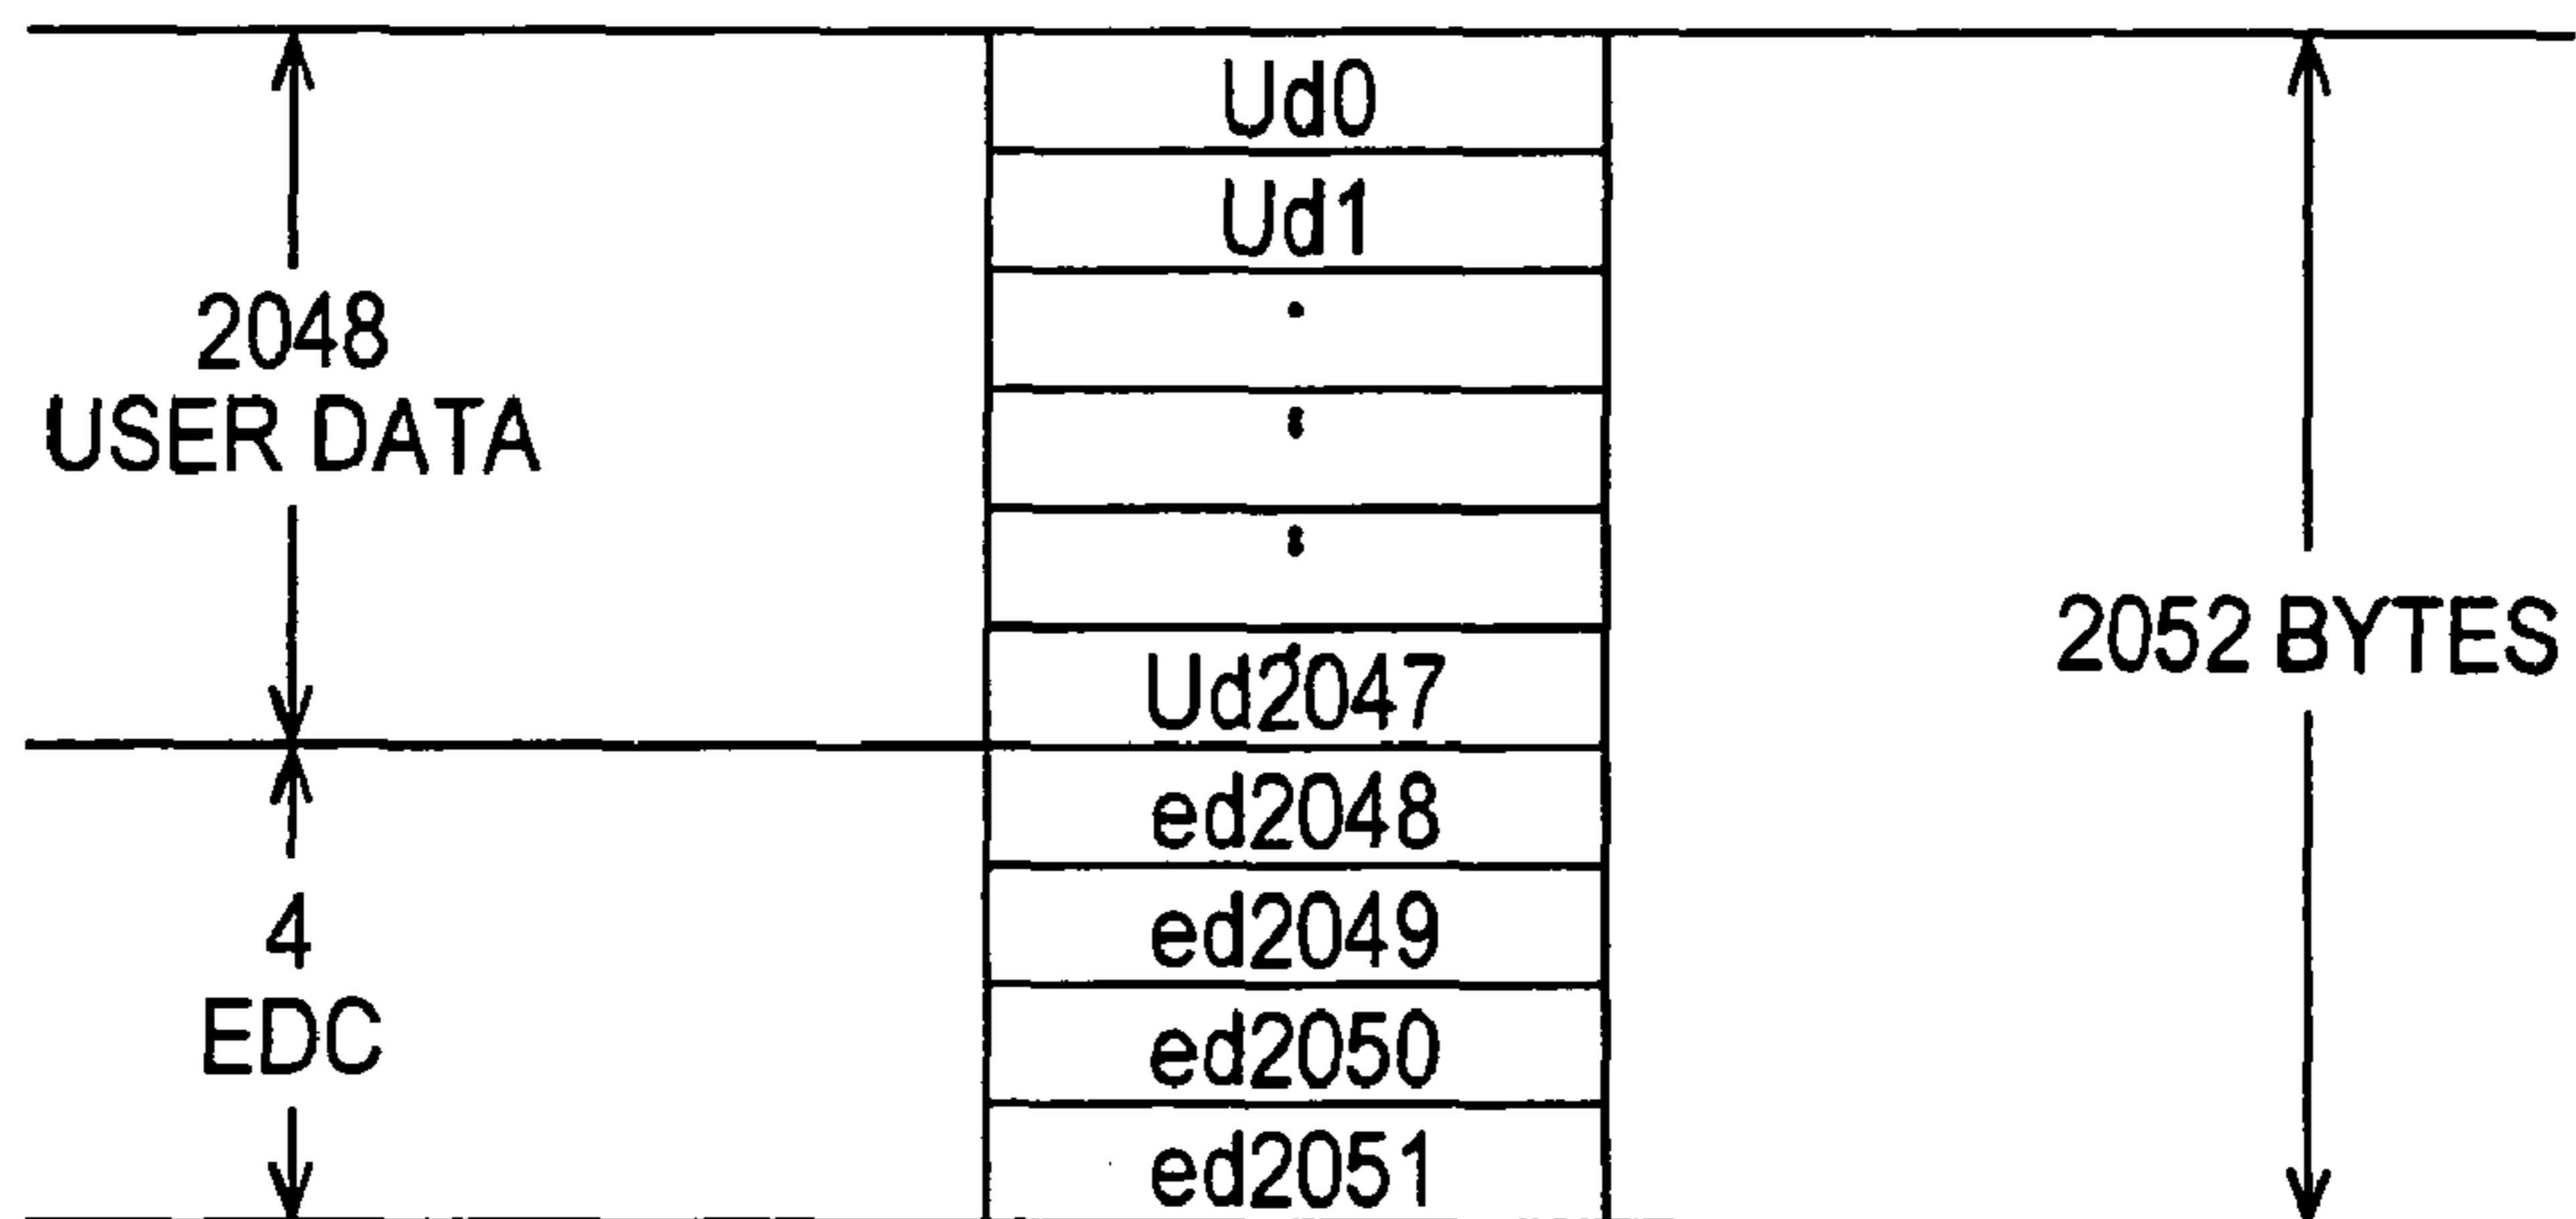 2048
USER DATA
4
EDC
Ud0
Ud1
Ud2047
ed2048
ed2049
ed2050
ed2051
2052 BYTES